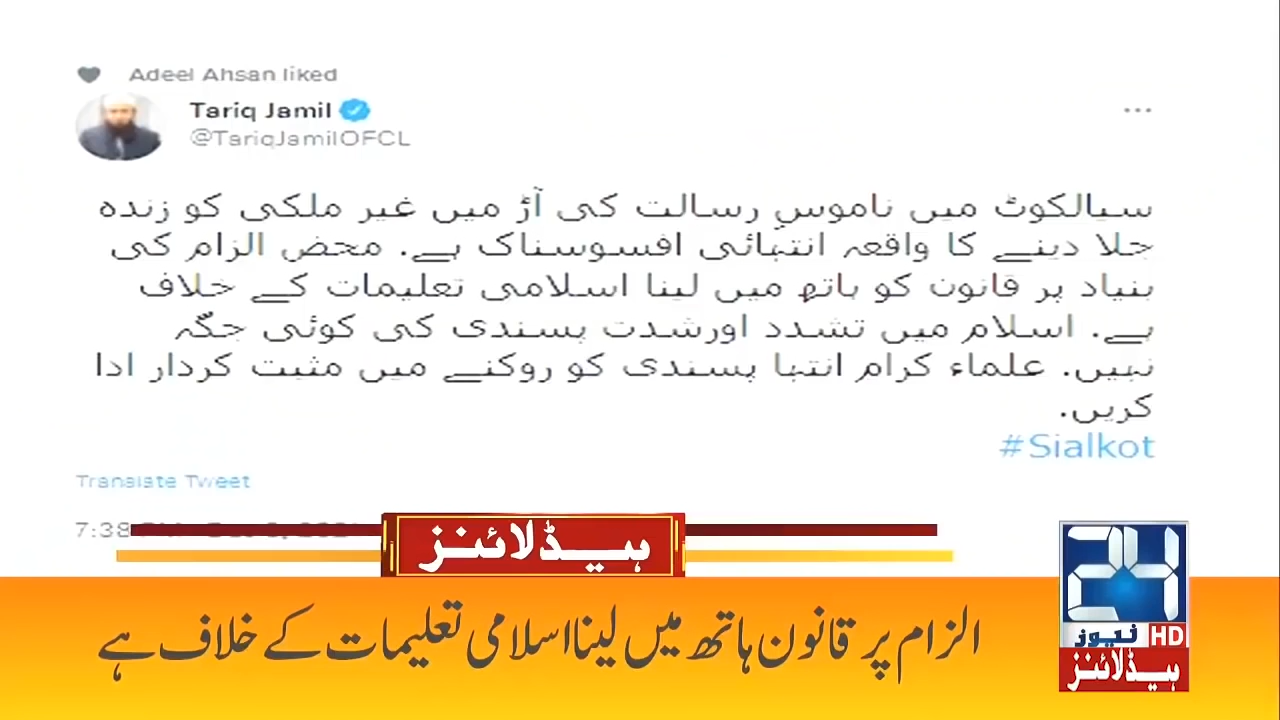 Adeel Ahsan liked
Tariq Jamil
@TariqJamilOFCL
سیالکوٹ میں ناموسِ رسالت کی آڑ میں غیر ملکی کو زندہ
جلا دینے کا واقعہ انتہائی افسوسناک ہے۔ محض الزام کی
بنیاد پر قانون کو ہاتھ میں لینا اسلامی تعلیمات کے خلاف
ہے۔ اسلام میں تشدد اورشدت پسندی کی کوئی جگہ
نہیں۔ علماء کرام انتہا پسندی کو روکنے میں مثبت کردار ادا
کریں۔
#Sialkot
Translate Tweet
7:38 PM
ہیڈلائنز
الزام پر قانون ہاتھ میں لینا اسلامی تعلیمات کے خلاف ہے
24
نیوز HD
ہیڈلائنز